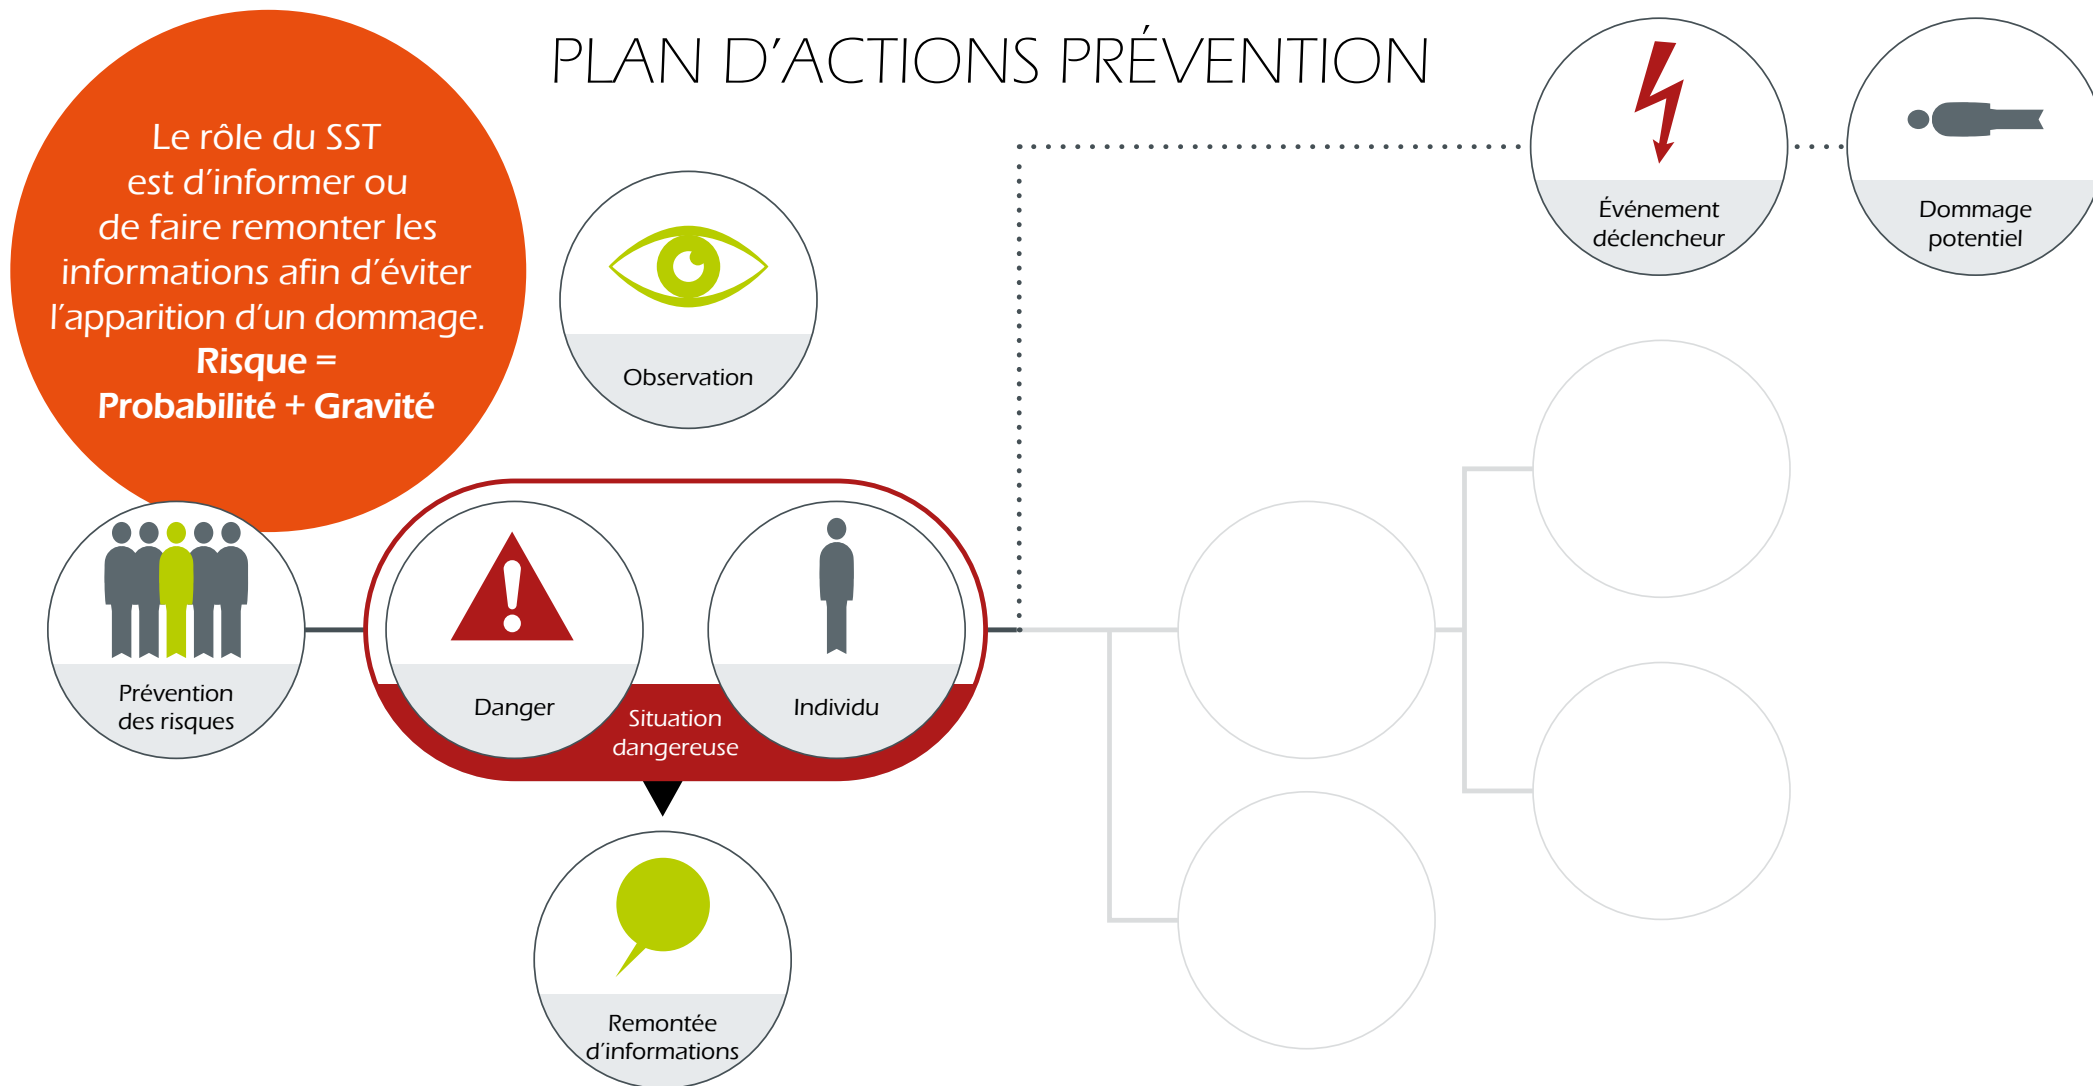 PLAN D'ACTIONS PRÉVENTION
Le rôle du SST
est d'informer ou
de faire remonter les
informations afin d'éviter
l'apparition d'un dommage.
Risque =
Probabilité + Gravité
Observation
Événement
déclencheur
Dommage
potentiel
Prévention
des risques
Danger
Situation
dangereuse
Individu
Remontée
d'informations